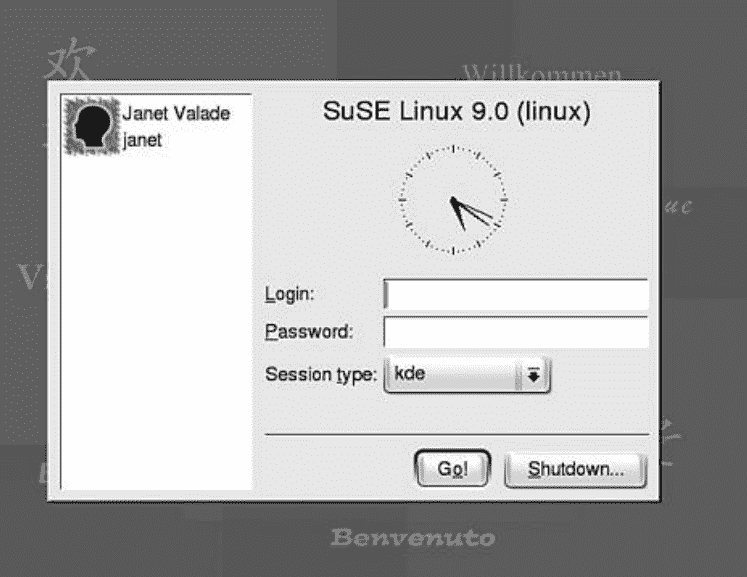 欢
Willkommen
Janet Valade
janet
SuSE Linux 9.0 (linux)
Login:
Password:
Session type: kde
Go! Shutdown...
Benvenuto